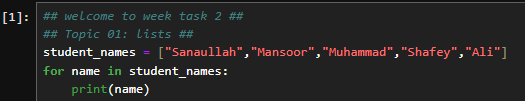 [1]: ## welcome to week task 2 ##
## Topic 01: lists ##
student_names = ["Sanaullah","Mansoor","Muhammad","Shafey","Ali"]
for name in student_names:
    print(name)